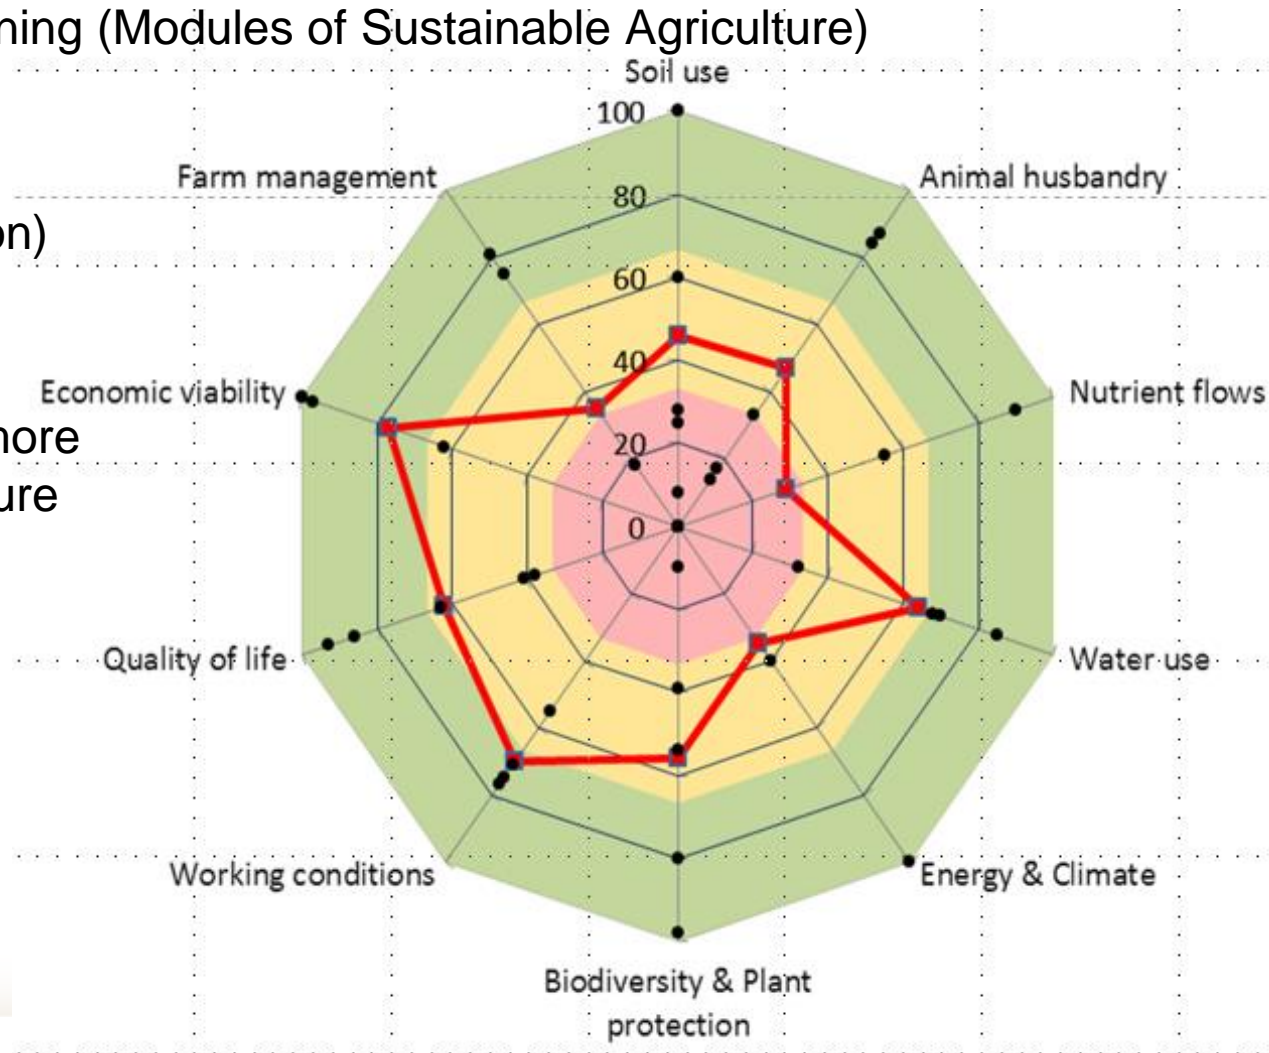 ning (Modules of Sustainable Agriculture)
Soil use
100
Farm management
Animal husbandry
80
on)
60
40
Economic viability
Nutrient flows
nore
20
ure
0
Quality of life
Water use
Working conditions
Energy & Climate
Biodiversity & Plant
protection